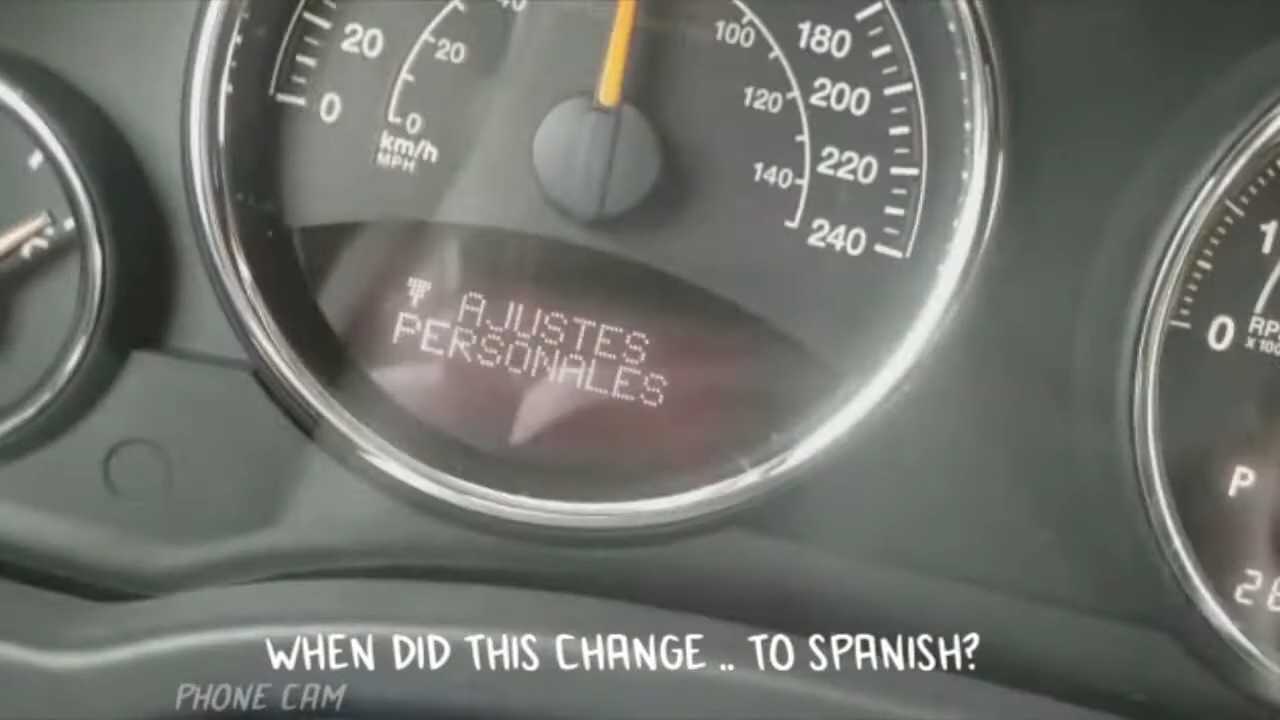 40
20
20
0
0
km/h
MPH
100
180
120
200
140
220
240
AJUSTES
PERSONALES
1
0
P
WHEN DID THIS CHANGE .. TO SPANISH?
PHONE CAM